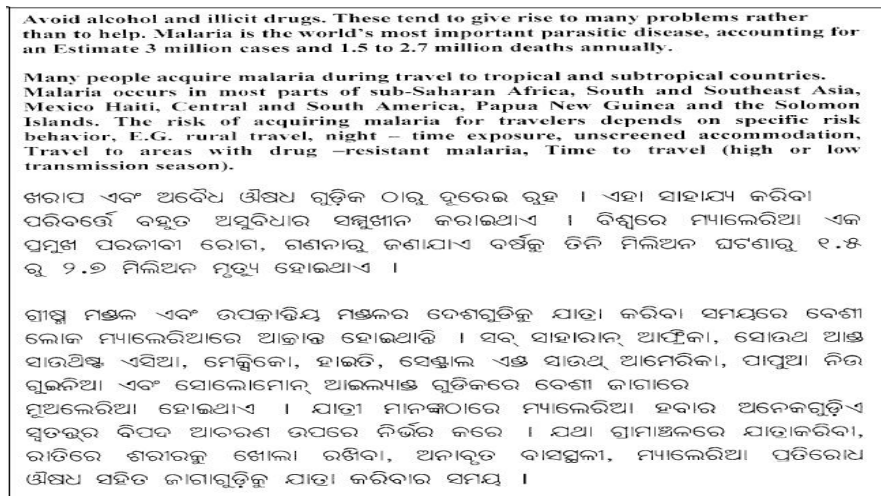 Avoid alcohol and illicit drugs. These tend to give rise to many problems rather
than to help. Malaria is the world's most important parasitic disease, accounting for
an Estimate 3 million cases and 1.5 to 2.7 million deaths annually.
Many people acquire malaria during travel to tropical and subtropical countries.
Malaria occurs in most parts of sub-Saharan Africa, South and Southeast Asia,
Mexico Haiti, Central and South America, Papua New Guinea and the Solomon
Islands. The risk of acquiring malaria for travelers depends on specific risk
behavior, E.G. rural travel, night – time exposure, unscreened accommodation,
Travel to areas with drug –resistant malaria, Time to travel (high or low
transmission season).
ଖରାପ ଏବଂ ଅବୈଧ ଔଷଧ ଗୁଡ଼ିକ ଠାରୁ ଦୂରେଇ ରୁହ । ଏହା ସାହାଯ୍ୟ କରିବା
ପରିବର୍ତ୍ତେ ବହୁତ ଅସୁବିଧାର ସମ୍ମୁଖୀନ କରାଇଥାଏ । ବିଶ୍ୱରେ ମ୍ୟାଲେରିଆ ଏକ
ପ୍ରମୁଖ ପରଜୀବୀ ରୋଗ, ଗଣନାରୁ ଜଣାଯାଏ ବର୍ଷକୁ ତିନି ମିଲିଅନ ଘଟଣାରୁ ୧.୫
ରୁ ୨.୭ ମିଲିଅନ ମୃତ୍ୟୁ ହୋଇଥାଏ ।
ଗ୍ରୀଷ୍ମ ମଣ୍ଡଳ ଏବଂ ଉପକ୍ରାନ୍ତିୟ ମଣ୍ଡଳର ଦେଶଗୁଡିକୁ ଯାତ୍ରା କରିବା ସମୟରେ ବେଶୀ
ଲୋକ ମ୍ୟାଲେରିଆରେ ଆକ୍ରାନ୍ତ ହୋଇଥାନ୍ତି । ସବ୍ ସାହାରାନ୍ ଆଫ୍ରିକା, ସୋଉଥ ଆଣ୍ଡ
ସାଉଥିଷ୍ଟ ଏସିଆ, ମେକ୍ସିକୋ, ହାଇତି, ସେଣ୍ଟ୍ରାଲ ଏଣ୍ଡ ସାଉଥ୍ ଆମେରିକା, ପାପୁଆ ନିଉ
ଗୁଇନିଆ ଏବଂ ସୋଲୋମୋନ୍ ଆଇଲ୍ୟାଣ୍ଡ ଗୁଡିକରେ ବେଶୀ ଜାଗାରେ
ମୂଅଲେରିଆ ହୋଇଥାଏ । ଯାତ୍ରୀ ମାନଙ୍କଠାରେ ମ୍ୟାଲେରିଆ ହବାର ଅନେକଗୁଡ଼ିଏ
ସ୍ୱତନ୍ତ୍ର ବିପଦ ଆଚରଣ ଉପରେ ନିର୍ଭର କରେ । ଯଥା ଗ୍ରାମାଞ୍ଚଳରେ ଯାତ୍ରାକରିବୀ,
ରାତିରେ ଶରୀରକୁ ଖୋଲା ରଖିବା, ଅନାବୃତ ବାସସ୍ଥଳୀ, ମ୍ୟାଲେରିଆ ପ୍ରତିରୋଧ
ଔଷଧ ସହିତ ଜାଗାଗୁଡ଼ିକୁ ଯାତ୍ରା କରିବାର ସମୟ ।